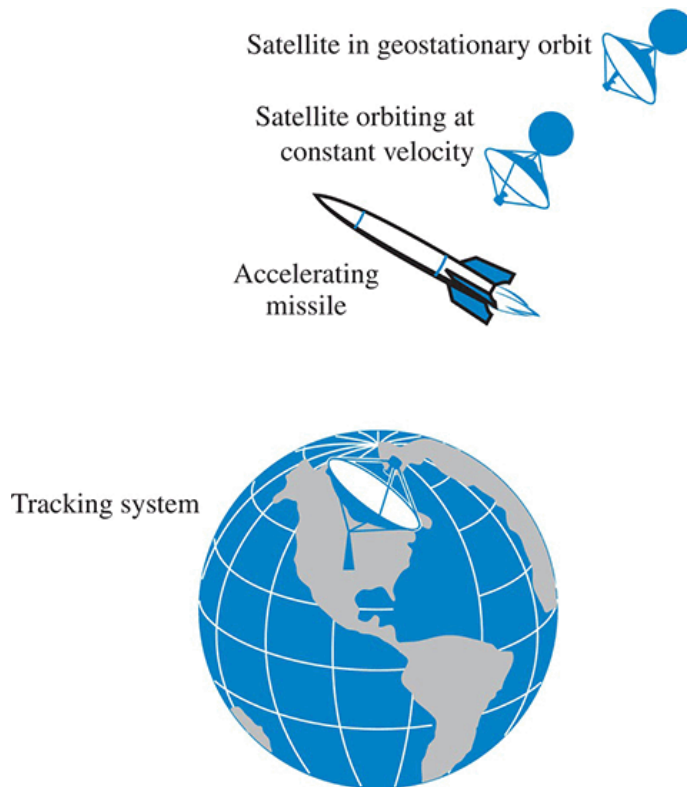 Satellite in geostationary orbit
Satellite orbiting at
constant velocity
Accelerating
missile
Tracking system